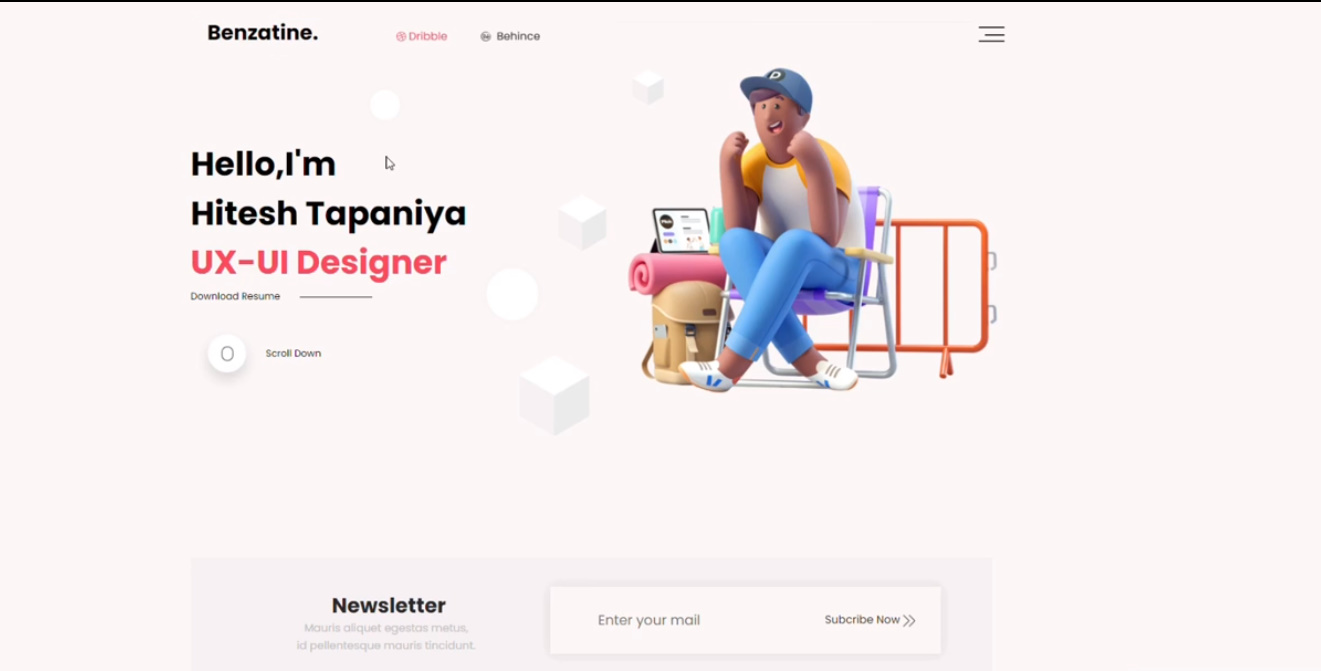 Benzatine.
Dribble
Behince
Hello,I'm
Hitesh Tapaniya
UX-UI Designer
Download Resume
Scroll Down
D
Newsletter
Mauris aliquet egestas metus,
id pellentesque mauris tincidunt.
Enter your mail
Subcribe Now